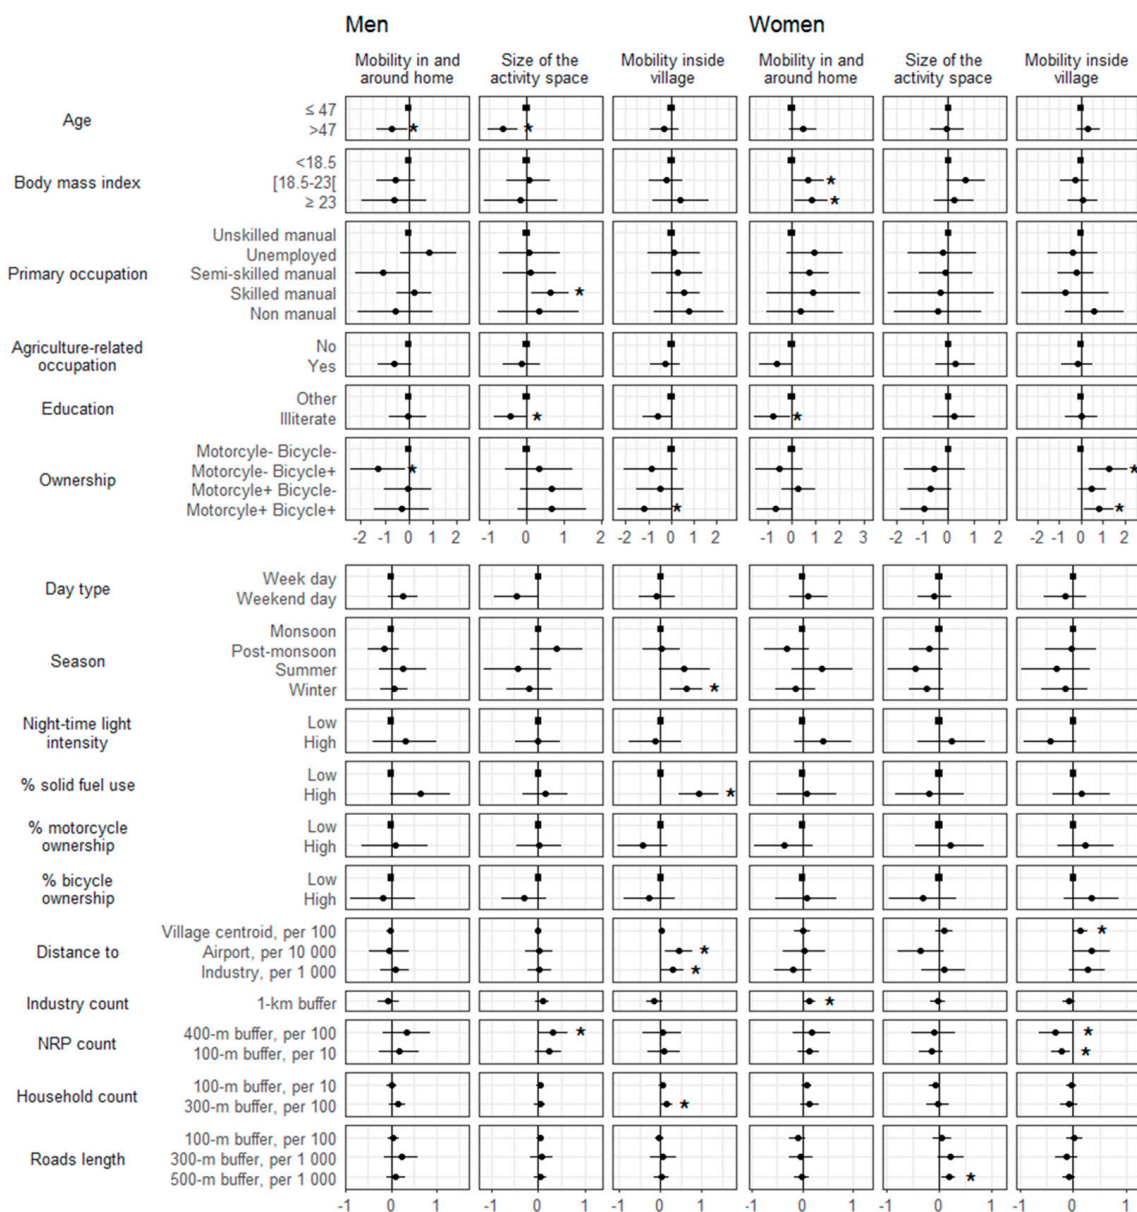 Men Women
Mobility in and around home
Size of the activity space
Mobility inside village
Mobility in and around home
Size of the activity space
Mobility inside village
Age
≤ 47
>47 * *
Body mass index
<18.5
[18.5-23[ *
≥ 23 *
Primary occupation
Unskilled manual
Unemployed
Semi-skilled manual
Skilled manual *
Non manual
Agriculture-related
occupation
No
Yes
Education
Other
Illiterate * *
Ownership
Motorcyle- Bicycle-
Motorcyle- Bicycle+ * *
Motorcyle+ Bicycle-
Motorcyle+ Bicycle+ * *
-2 -1 0 1 2 -1 0 1 2 -2 -1 0 1 2 -1 0 1 2 3 -2 -1 0 1 2 -2 -1 0 1 2
Day type
Week day
Weekend day
Season
Monsoon
Post-monsoon
Summer
Winter *
Night-time light
intensity
Low
High
% solid fuel use
Low
High *
% motorcycle
ownership
Low
High
% bicycle
ownership
Low
High
Distance to
Village centroid, per 100 *
Airport, per 10 000 *
Industry, per 1 000 *
Industry count
1-km buffer *
NRP count
400-m buffer, per 100 * *
100-m buffer, per 10 *
Household count
100-m buffer, per 10
300-m buffer, per 100 *
Roads length
100-m buffer, per 100
300-m buffer, per 1 000
500-m buffer, per 1 000 *
-1 0 1 -1 0 1 -1 0 1 -1 0 1 -1 0 1 -1 0 1